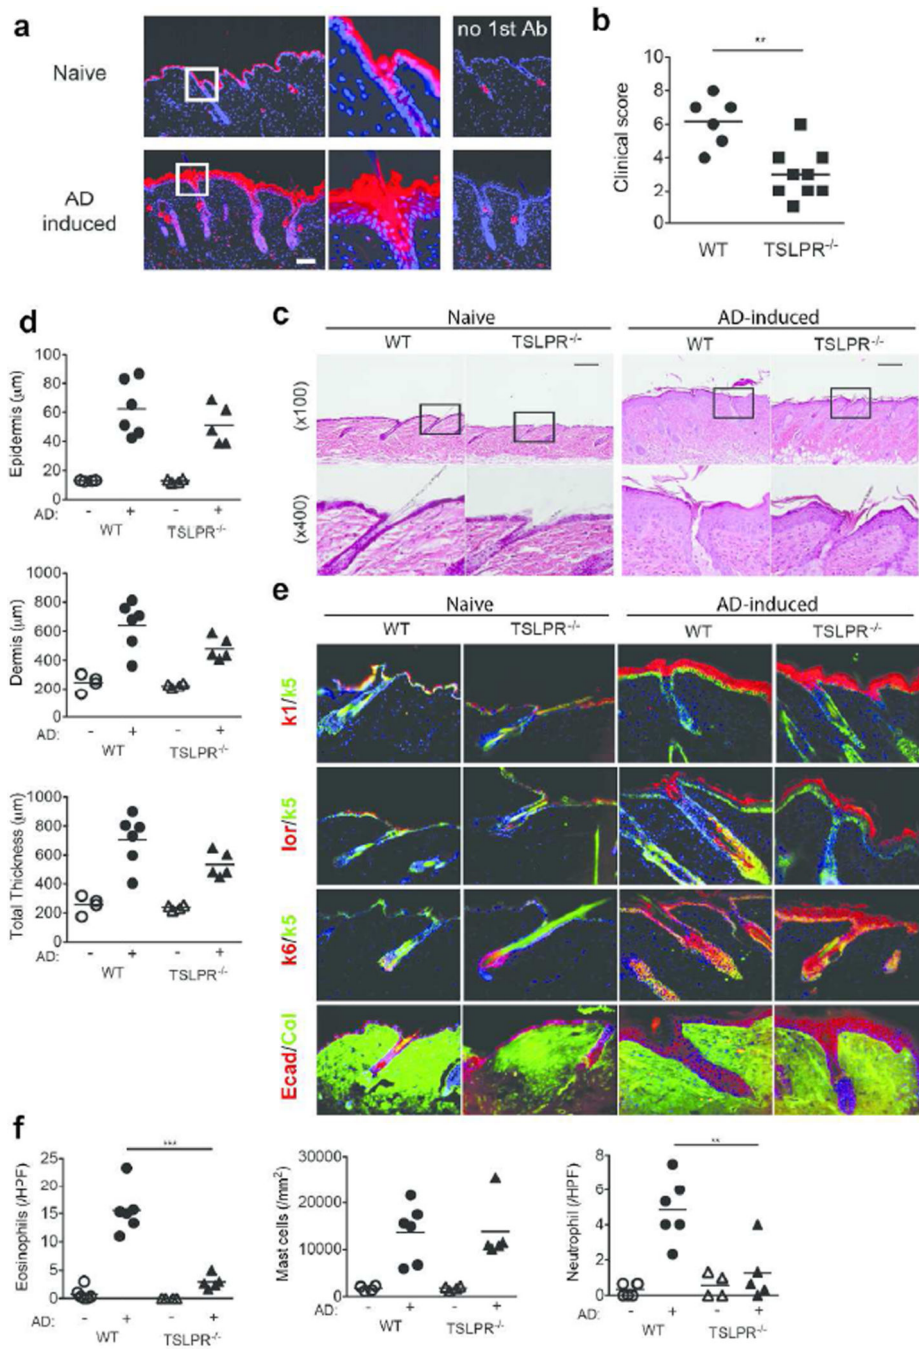 a
no 1st Ab
Naive
AD induced
b
**
Clinical score
10
8
6
4
2
0
WT TSLPR-/-
d
Epidermis (µm)
100
80
60
40
20
0
AD: - + - +
WT TSLPR-/-
Dermis (µm)
1000
800
600
400
200
0
AD: - + - +
WT TSLPR-/-
Total Thickness (µm)
1000
800
600
400
200
0
AD: - + - +
WT TSLPR-/-
c
Naive AD-induced
WT TSLPR-/- WT TSLPR-/-
(x100)
(x400)
e
Naive AD-induced
WT TSLPR-/- WT TSLPR-/-
k1/k5
lor/k5
k6/k5
Ecad/Col
f
***
Eosinophils (/HPF)
25
20
15
10
5
0
AD: - + - +
WT TSLPR-/-
Mast cells (/mm2)
30000
20000
10000
0
- + - +
WT TSLPR-/-
**
Neutrophil (/HPF)
8
6
4
2
0
AD: - + - +
WT TSLPR-/-